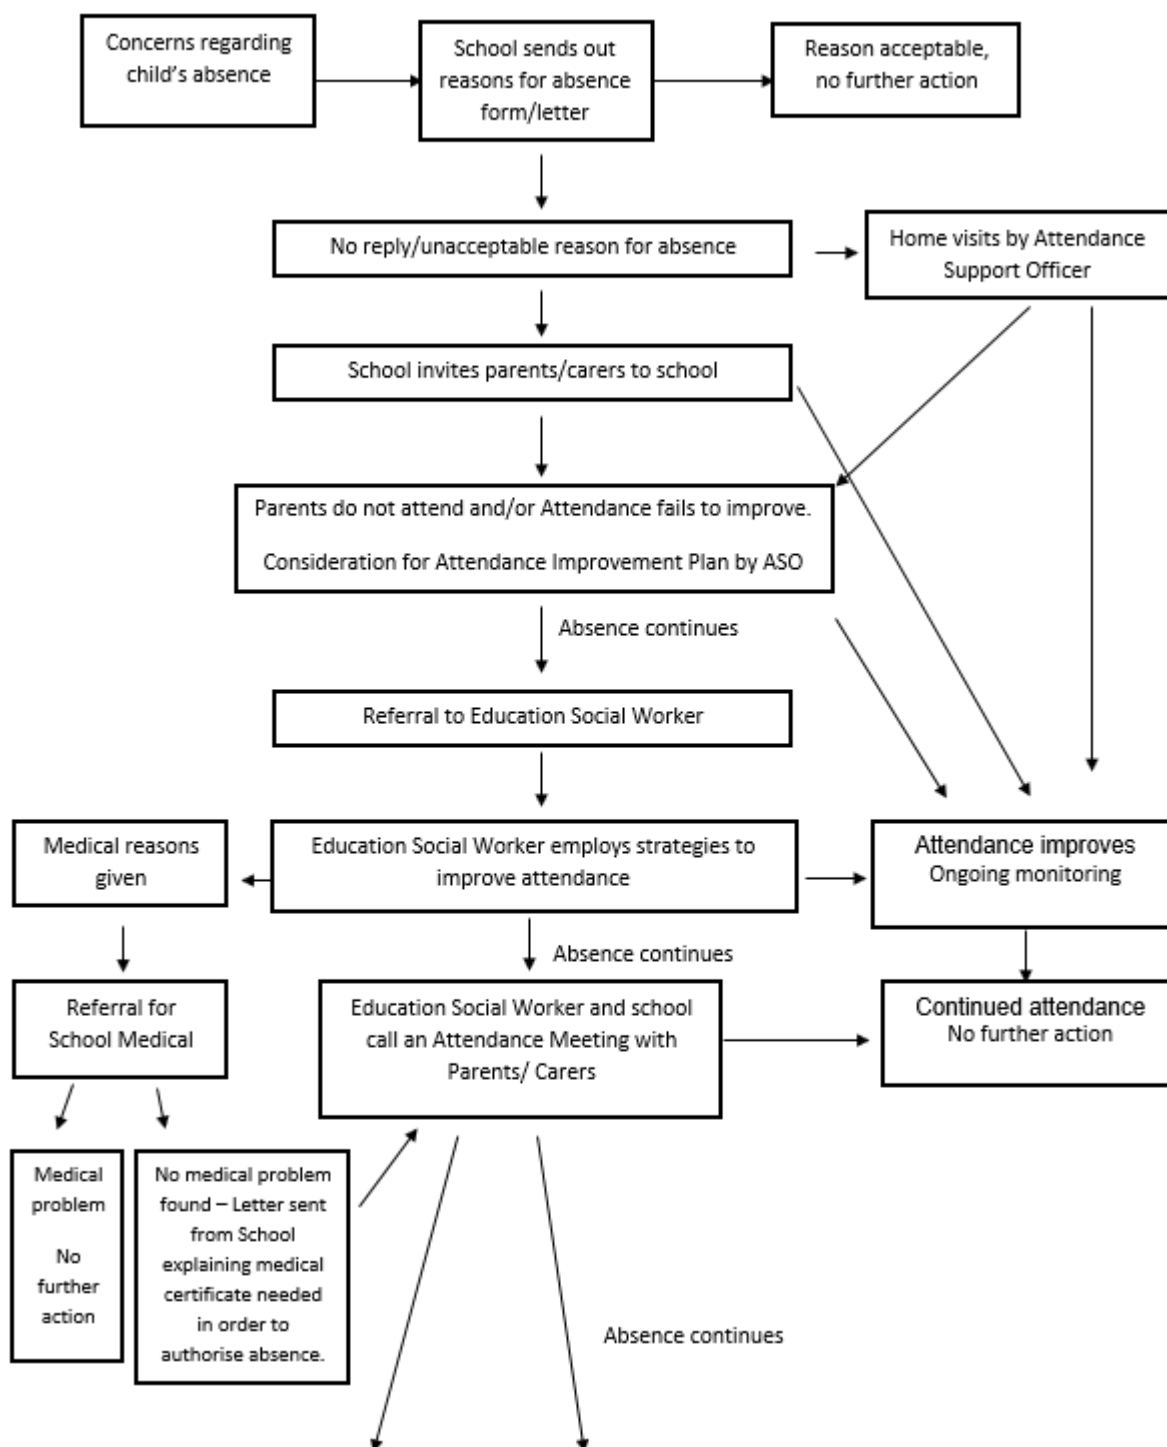 Concerns regarding
child's absence
School sends out
reasons for absence
form/letter
Reason acceptable,
no further action
No reply/unacceptable reason for absence
Home visits by Attendance
Support Officer
School invites parents/carers to school
Parents do not attend and/or Attendance fails to improve.
Consideration for Attendance Improvement Plan by ASO
Absence continues
Referral to Education Social Worker
Medical reasons
given
Education Social Worker employs strategies to
improve attendance
Attendance improves
Ongoing monitoring
Absence continues
Referral for
School Medical
Education Social Worker and school
call an Attendance Meeting with
Parents/ Carers
Continued attendance
No further action
Medical
problem
No
further
action
No medical problem
found – Letter sent
from School
explaining medical
certificate needed
in order to
authorise absence.
Absence continues